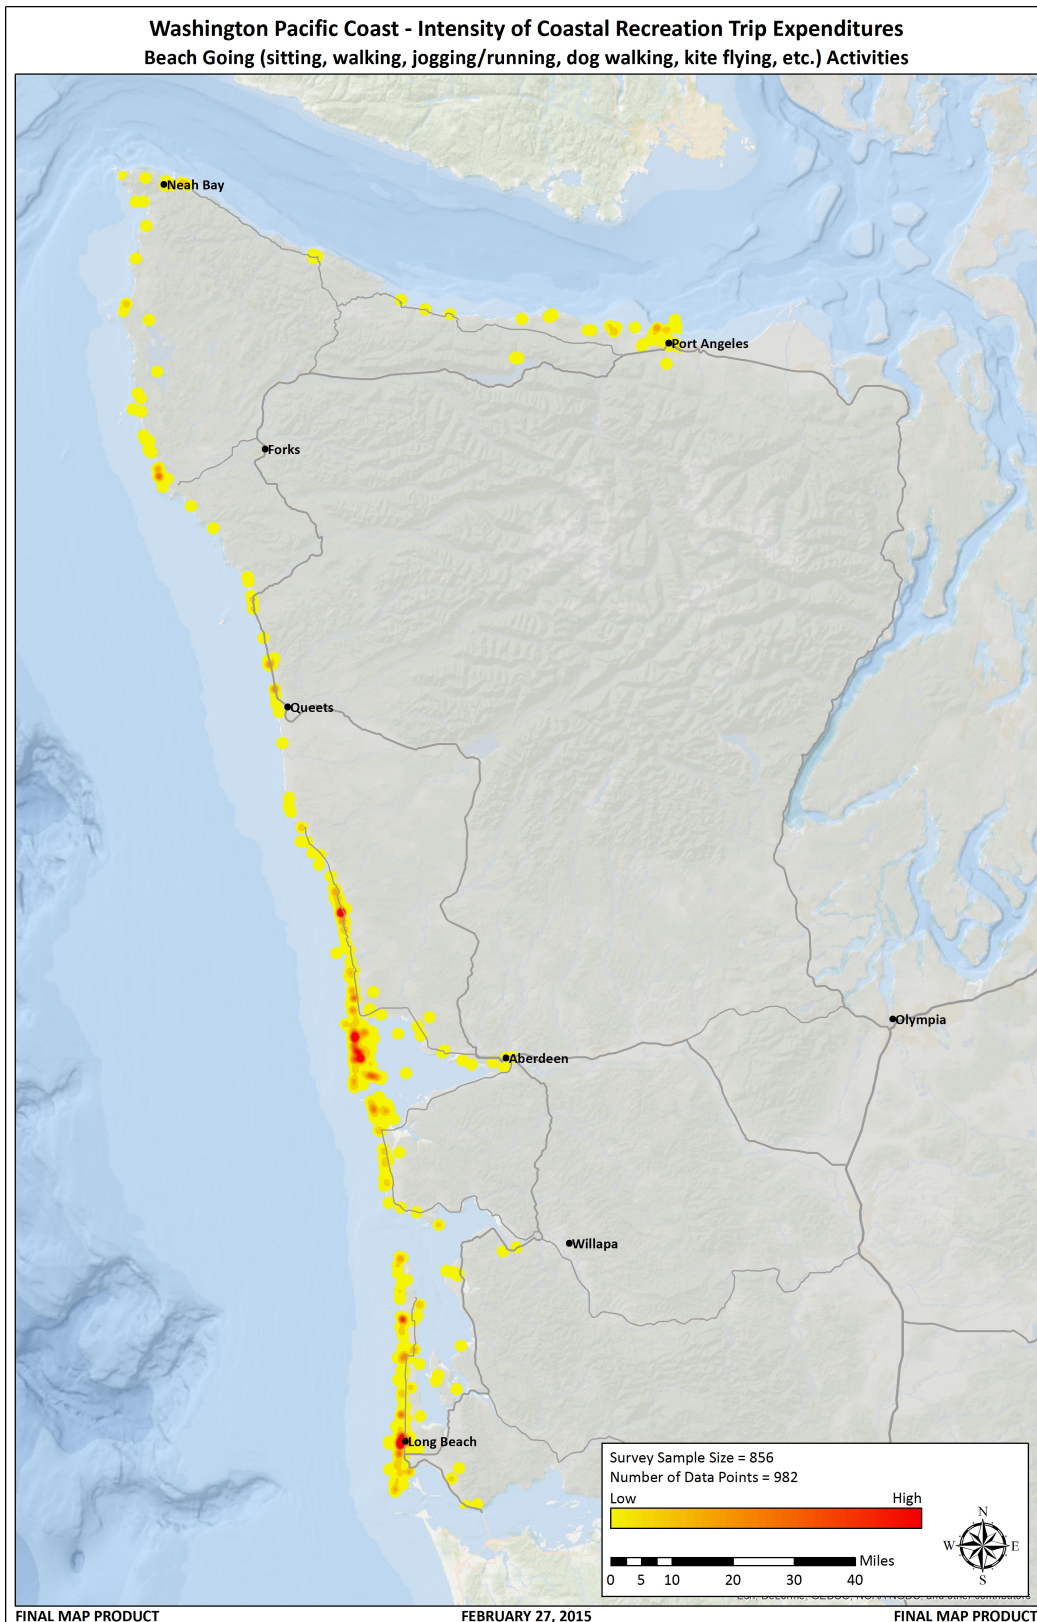 Washington Pacific Coast - Intensity of Coastal Recreation Trip Expenditures
Beach Going (sitting, walking, jogging/running, dog walking, kite flying, etc.) Activities
Neah Bay
Port Angeles
Forks
Queets
Olympia
Aberdeen
Willapa
Long Beach
Survey Sample Size = 856
Number of Data Points = 982
Low High
N
W E
S
Miles
0 5 10 20 30 40
FINAL MAP PRODUCT FEBRUARY 27, 2015 FINAL MAP PRODUCT